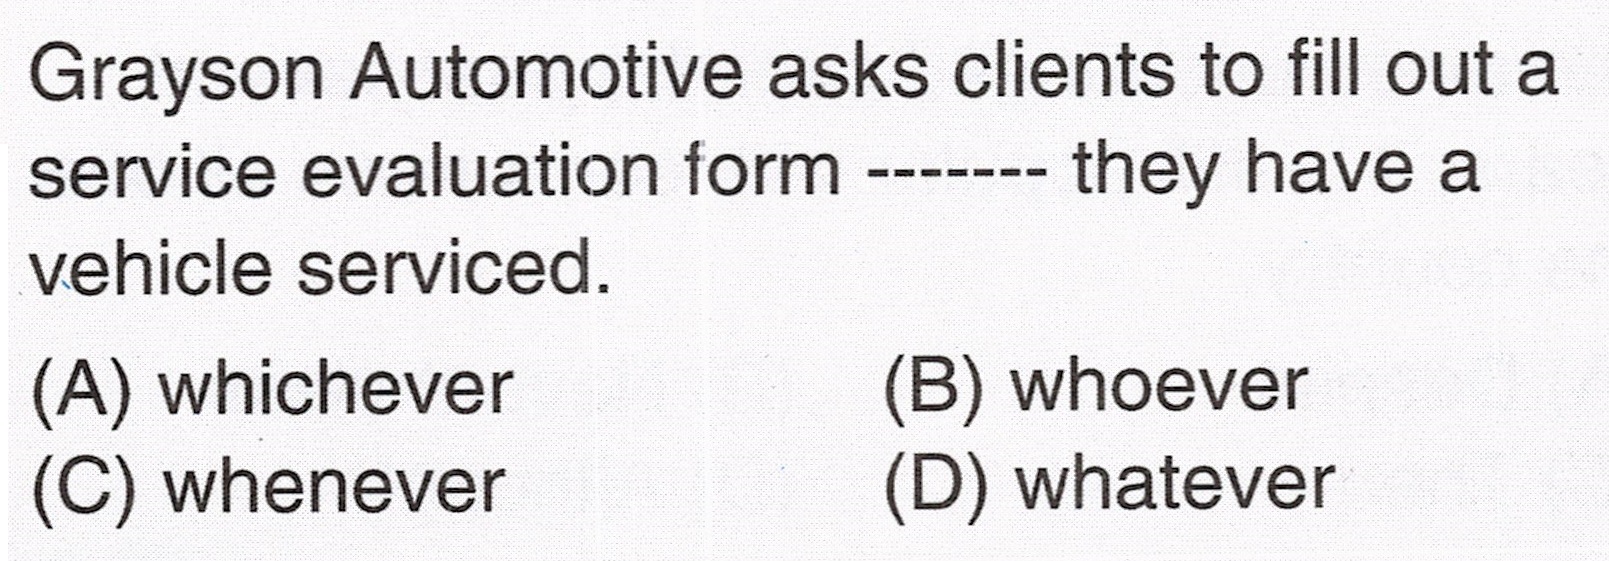 Grayson Automotive asks clients to fill out a
service evaluation form ------- they have a
vehicle serviced.
(A) whichever (B) whoever
(C) whenever (D) whatever